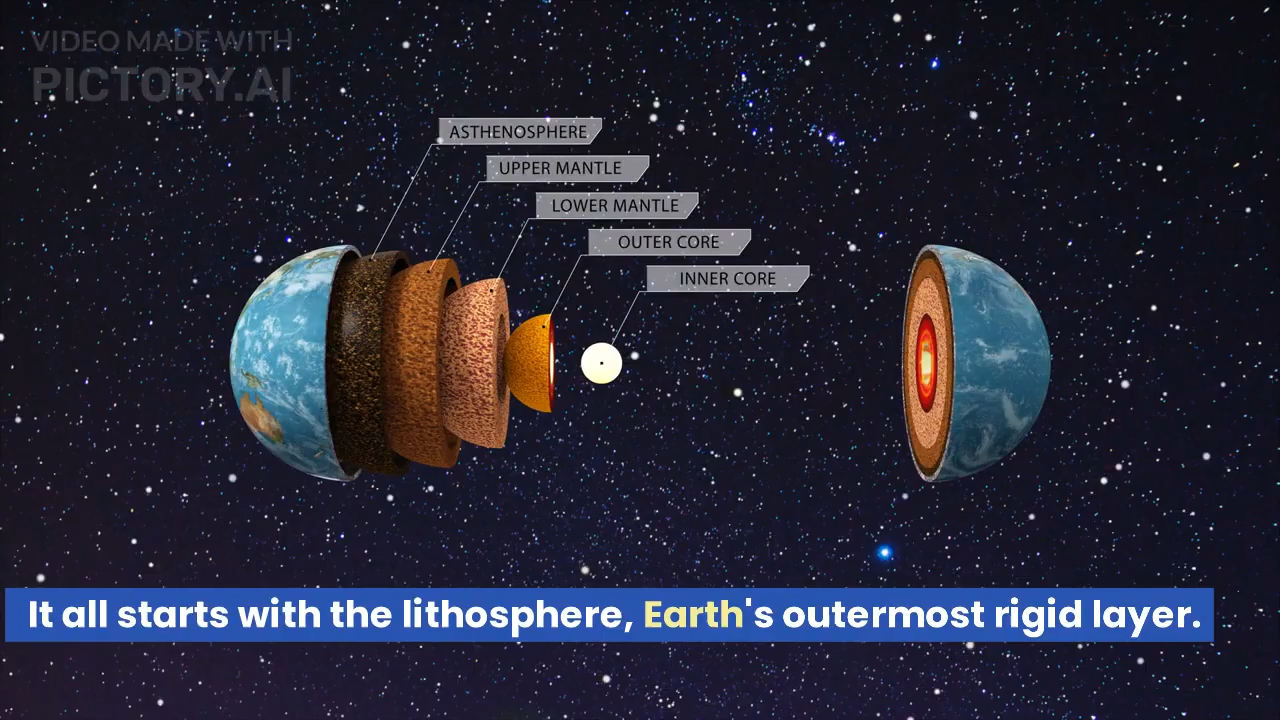 VIDEO MADE WITH
PICTORY.AI
ASTHENOSPHERE
UPPER MANTLE
LOWER MANTLE
OUTER CORE
INNER CORE
It all starts with the lithosphere, Earth's outermost rigid layer.